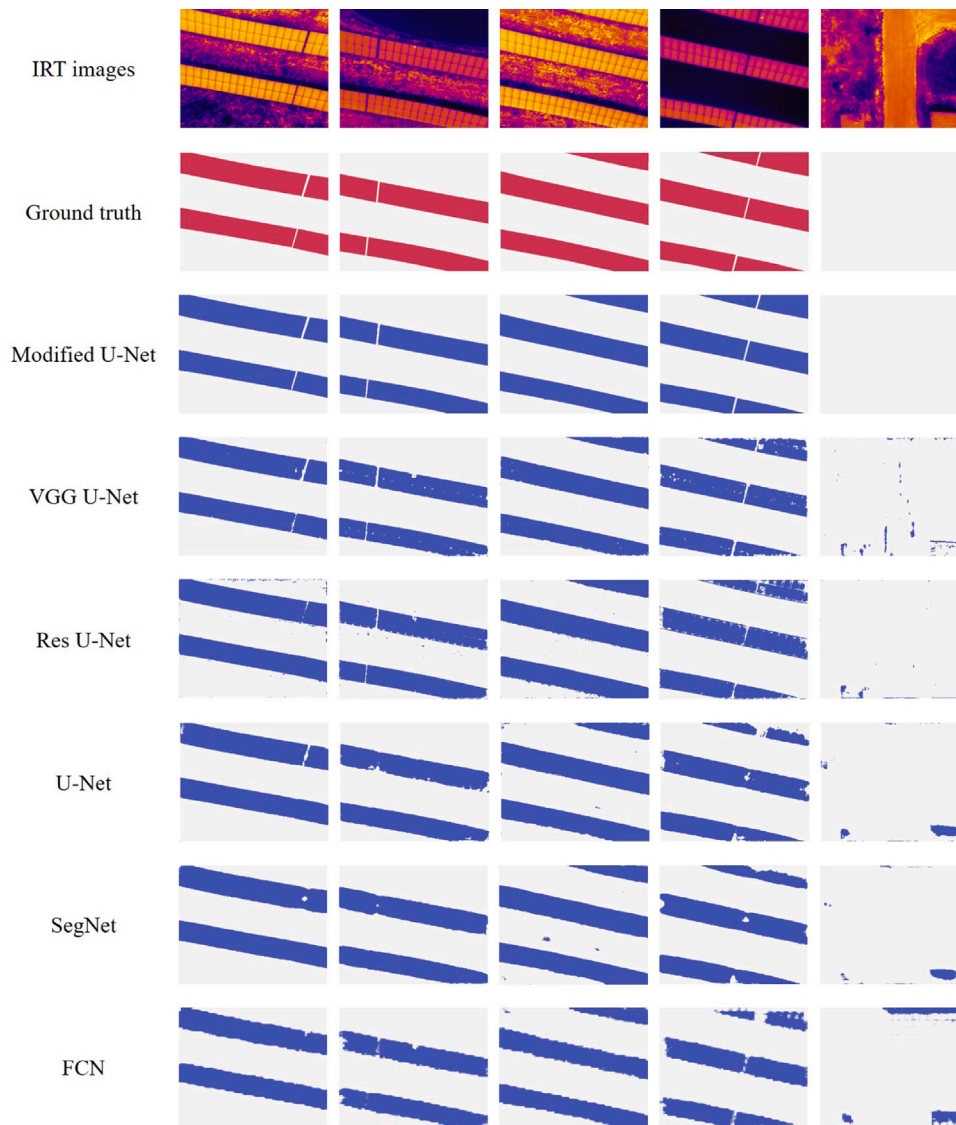 IRT images
Ground truth
Modified U-Net
VGG U-Net
Res U-Net
U-Net
SegNet
FCN